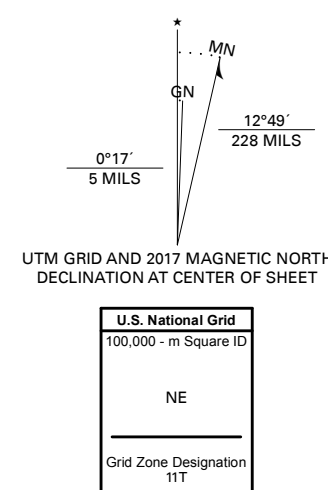 ★
MN
GN
12°49´
228 MILS
0°17´
5 MILS
UTM GRID AND 2017 MAGNETIC NORTH
DECLINATION AT CENTER OF SHEET
U.S. National Grid
100,000 - m Square ID
NE
Grid Zone Designation
11T